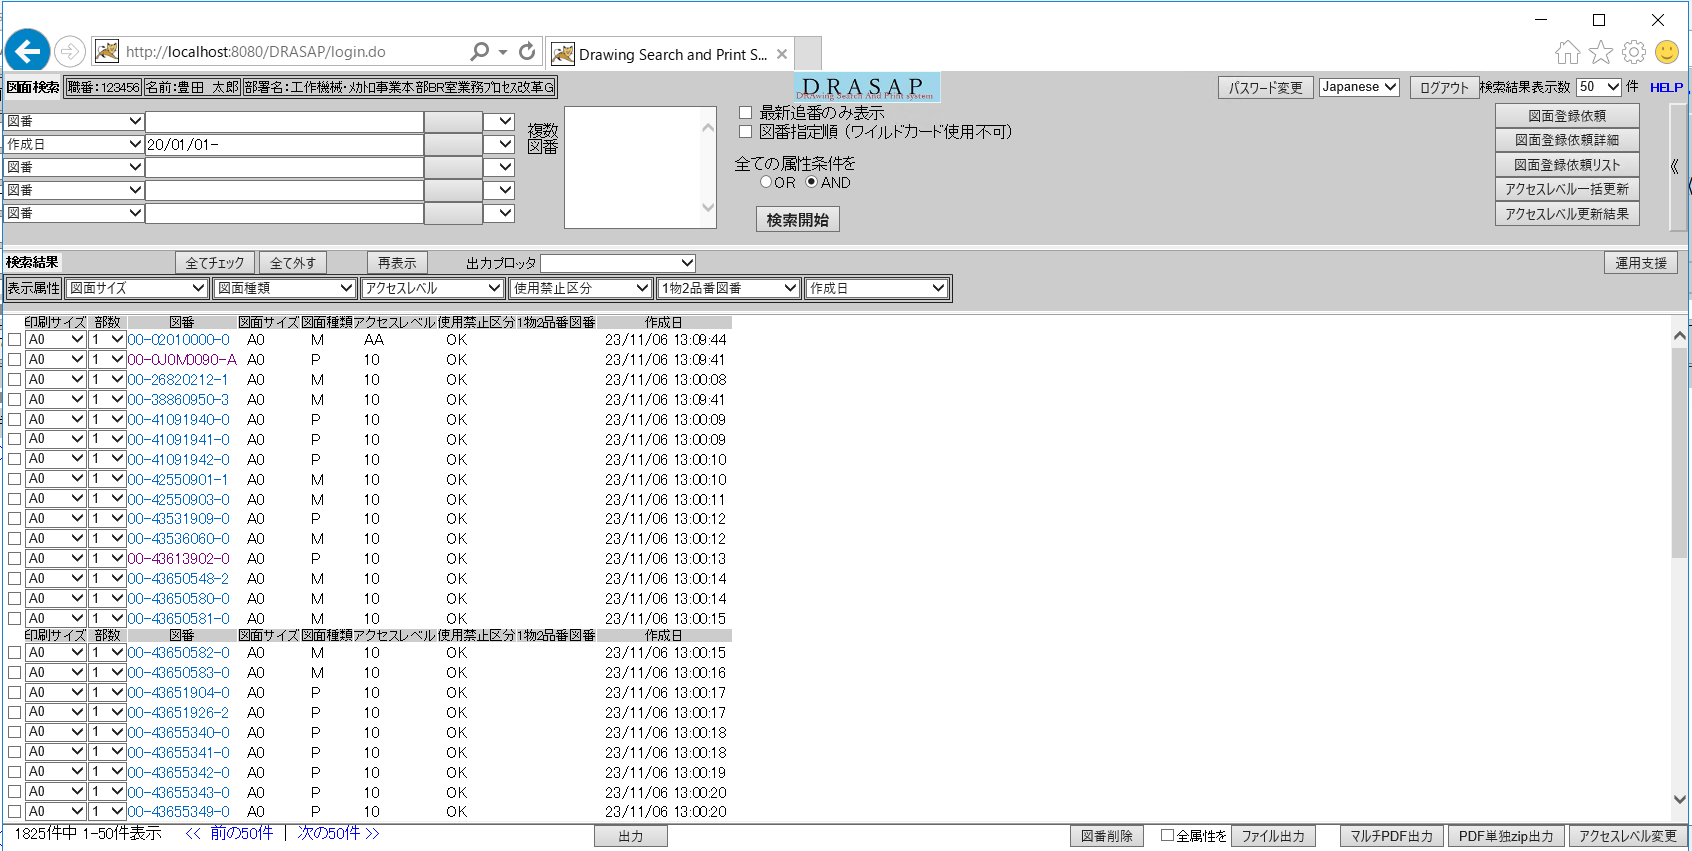 http://localhost:8080/DRASAP/login.do
Drawing Search and Print S...
図面検索 職番:123456 名前:豊田 太郎 部署名:工作機械・メカトロ事業本部BR室業務プロセス改革G
DRASAP
DRAwing Search And Print system
パスワード変更 Japanese ログアウト 検索結果表示数 50 件 HELP
図番
作成日 20/01/01-
図番
図番
図番
複数
図番
最新追番のみ表示
図番指定順（ワイルドカード使用不可）
全ての属性条件を
OR AND
検索開始
図面登録依頼
図面登録依頼詳細
図面登録依頼リスト
アクセスレベル一括更新
アクセスレベル更新結果
《
検索結果 全てチェック 全て外す 再表示 出力プロッタ 運用支援
表示属性 図面サイズ 図面種類 アクセスレベル 使用禁止区分 1物2品番図番 作成日
印刷サイズ 部数 図番 図面サイズ 図面種類 アクセスレベル 使用禁止区分 1物2品番図番 作成日
A0 1 00-02010000-0 A0 M AA OK 23/11/06 13:09:44
A0 1 00-0J0M0090-A A0 P 10 OK 23/11/06 13:09:41
A0 1 00-26820212-1 A0 M 10 OK 23/11/06 13:00:08
A0 1 00-38860950-3 A0 M 10 OK 23/11/06 13:09:41
A0 1 00-41091940-0 A0 P 10 OK 23/11/06 13:00:09
A0 1 00-41091941-0 A0 P 10 OK 23/11/06 13:00:09
A0 1 00-41091942-0 A0 P 10 OK 23/11/06 13:00:10
A0 1 00-42550901-1 A0 M 10 OK 23/11/06 13:00:10
A0 1 00-42550903-0 A0 M 10 OK 23/11/06 13:00:11
A0 1 00-43531909-0 A0 P 10 OK 23/11/06 13:00:12
A0 1 00-43536060-0 A0 M 10 OK 23/11/06 13:00:12
A0 1 00-43613902-0 A0 P 10 OK 23/11/06 13:00:13
A0 1 00-43650548-2 A0 M 10 OK 23/11/06 13:00:14
A0 1 00-43650580-0 A0 M 10 OK 23/11/06 13:00:14
A0 1 00-43650581-0 A0 M 10 OK 23/11/06 13:00:15
印刷サイズ 部数 図番 図面サイズ 図面種類 アクセスレベル 使用禁止区分 1物2品番図番 作成日
A0 1 00-43650582-0 A0 M 10 OK 23/11/06 13:00:15
A0 1 00-43650583-0 A0 M 10 OK 23/11/06 13:00:16
A0 1 00-43651904-0 A0 P 10 OK 23/11/06 13:00:17
A0 1 00-43651926-2 A0 P 10 OK 23/11/06 13:00:17
A0 1 00-43655340-0 A0 P 10 OK 23/11/06 13:00:18
A0 1 00-43655341-0 A0 P 10 OK 23/11/06 13:00:18
A0 1 00-43655342-0 A0 P 10 OK 23/11/06 13:00:19
A0 1 00-43655343-0 A0 P 10 OK 23/11/06 13:00:20
A0 1 00-43655349-0 A0 P 10 OK 23/11/06 13:00:20
1825件中 1-50件表示 << 前の50件 | 次の50件 >> 出力 図番削除 全属性を ファイル出力 マルチPDF出力 PDF単独zip出力 アクセスレベル変更